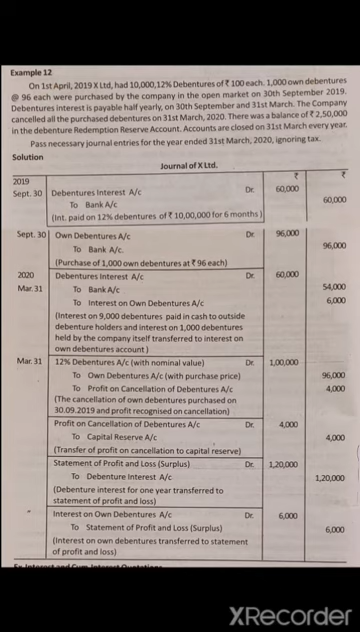 Example 12
On 1st April, 2019 X Ltd, had 10,000,12% Debentures of ₹ 100 each. 1,000 own debentures
@ 96 each were purchased by the company in the open market on 30th September 2019.
Debentures interest is payable half yearly, on 30th September and 31st March. The Company
cancelled all the purchased debentures on 31st March, 2020. There was a balance of ₹ 2,50,000
in the debenture Redemption Reserve Account. Accounts are closed on 31st March every year.
Pass necessary journal entries for the year ended 31st March, 2020, ignoring tax.
Solution
Journal of X Ltd.
₹ ₹
2019
Sept. 30 Debentures Interest A/c Dr. 60,000
To Bank A/c 60,000
(Int. paid on 12% debentures of ₹ 10,00,000 for 6 months)
Sept. 30 Own Debentures A/c Dr. 96,000
To Bank A/c. 96,000
(Purchase of 1,000 own debentures at ₹ 96 each)
2020 Debentures Interest A/c Dr. 60,000
Mar. 31 To Bank A/c 54,000
To Interest on Own Debentures A/c 6,000
(Interest on 9,000 debentures paid in cash to outside
debenture holders and interest on 1,000 debentures
held by the company itself transferred to interest on
own debentures account)
Mar. 31 12% Debentures A/c (with nominal value) Dr. 1,00,000
To Own Debentures A/c (with purchase price) 96,000
To Profit on Cancellation of Debentures A/c 4,000
(The cancellation of own debentures purchased on
30.09.2019 and profit recognised on cancellation)
Profit on Cancellation of Debentures A/c Dr. 4,000
To Capital Reserve A/c 4,000
(Transfer of profit on cancellation to capital reserve)
Statement of Profit and Loss (Surplus) Dr. 1,20,000
To Debenture Interest A/c 1,20,000
(Debenture interest for one year transferred to
statement of profit and loss)
Interest on Own Debentures A/c Dr. 6,000
To Statement of Profit and Loss (Surplus) 6,000
(Interest on own debentures transferred to statement
of profit and loss)
XRecorder